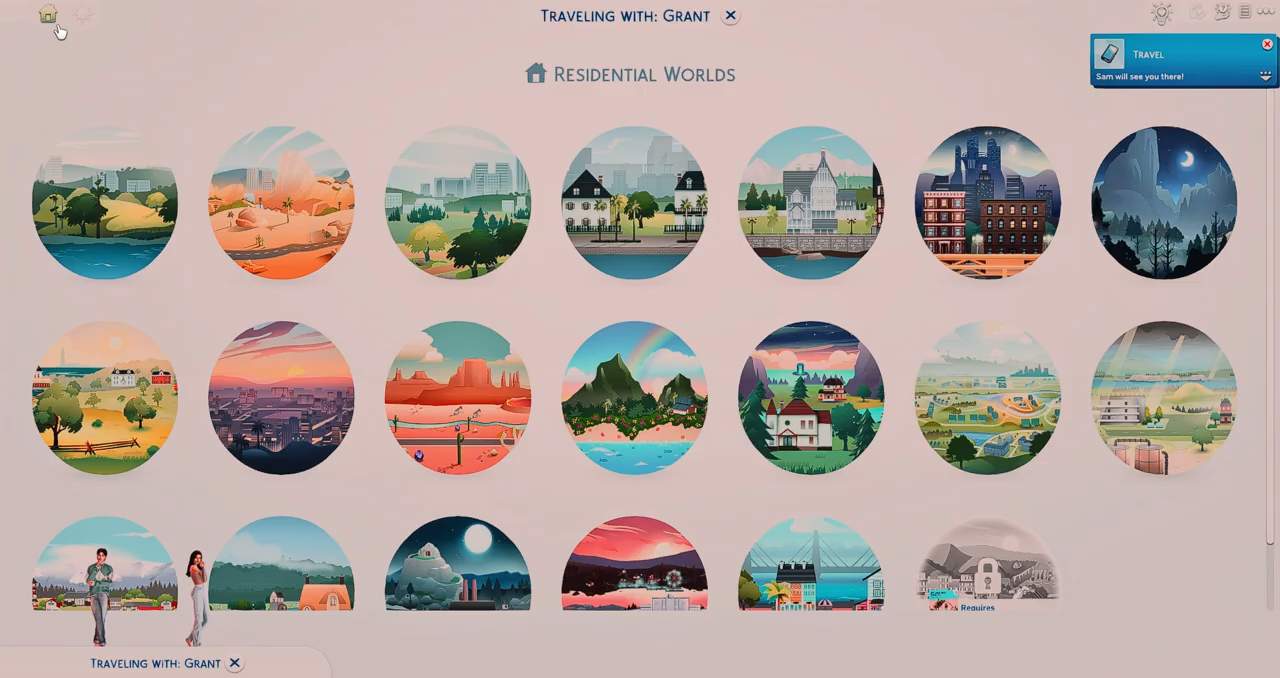 TRAVELING WITH: GRANT
TRAVEL
Sam will see you there!
RESIDENTIAL WORLDS
Requires
TRAVELING WITH: GRANT